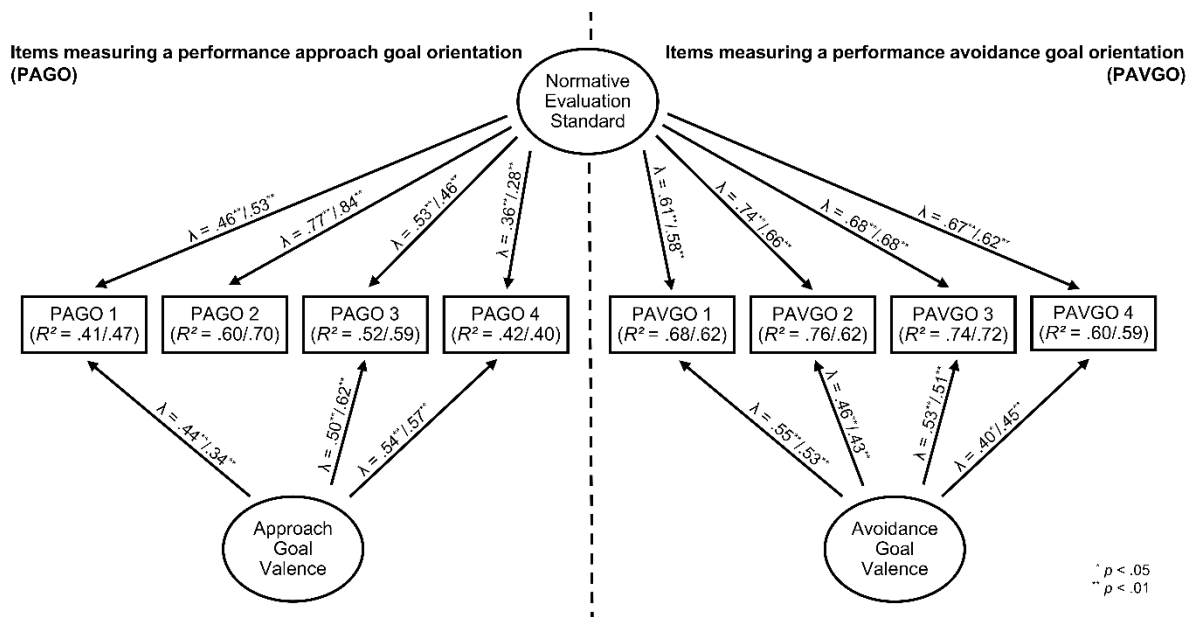 Items measuring a performance approach goal orientation
(PAGO)
Items measuring a performance avoidance goal orientation
(PAVGO)
Normative
Evaluation
Standard
λ = .46**/.53**
λ = .77**/.84**
λ = .53**/.46**
λ = .36**/.28**
λ = .61**/.58**
λ = .74**/.66**
λ = .68**/.68**
λ = .67**/.62**
PAGO 1
(R² = .41/.47)
PAGO 2
(R² = .60/.70)
PAGO 3
(R² = .52/.59)
PAGO 4
(R² = .42/.40)
PAVGO 1
(R² = .68/.62)
PAVGO 2
(R² = .76/.62)
PAVGO 3
(R² = .74/.72)
PAVGO 4
(R² = .60/.59)
λ = .44**/.34**
λ = .50**/.62**
λ = .54**/.57**
λ = .55**/.53**
λ = .46**/.43**
λ = .53**/.51**
λ = .40*/.45**
Approach
Goal
Valence
Avoidance
Goal
Valence
* p < .05
** p < .01